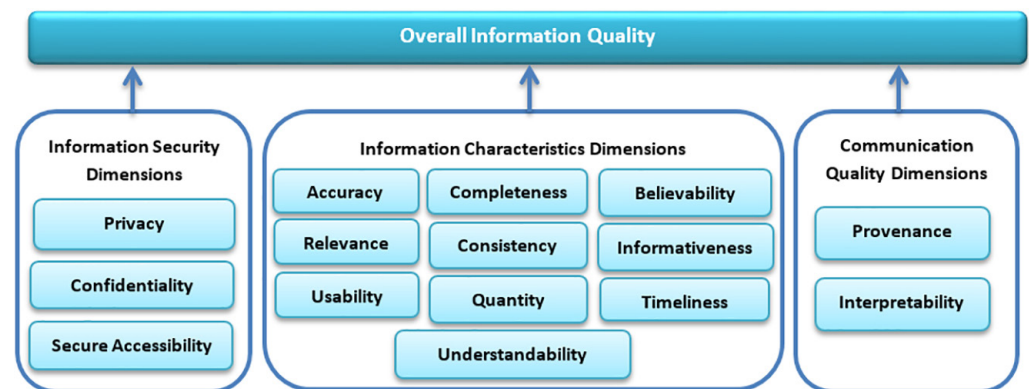 Overall Information Quality
Information Security
Dimensions
Privacy
Confidentiality
Secure Accessibility
Information Characteristics Dimensions
Accuracy
Completeness
Believability
Relevance
Consistency
Informativeness
Usability
Quantity
Timeliness
Understandability
Communication
Quality Dimensions
Provenance
Interpretability